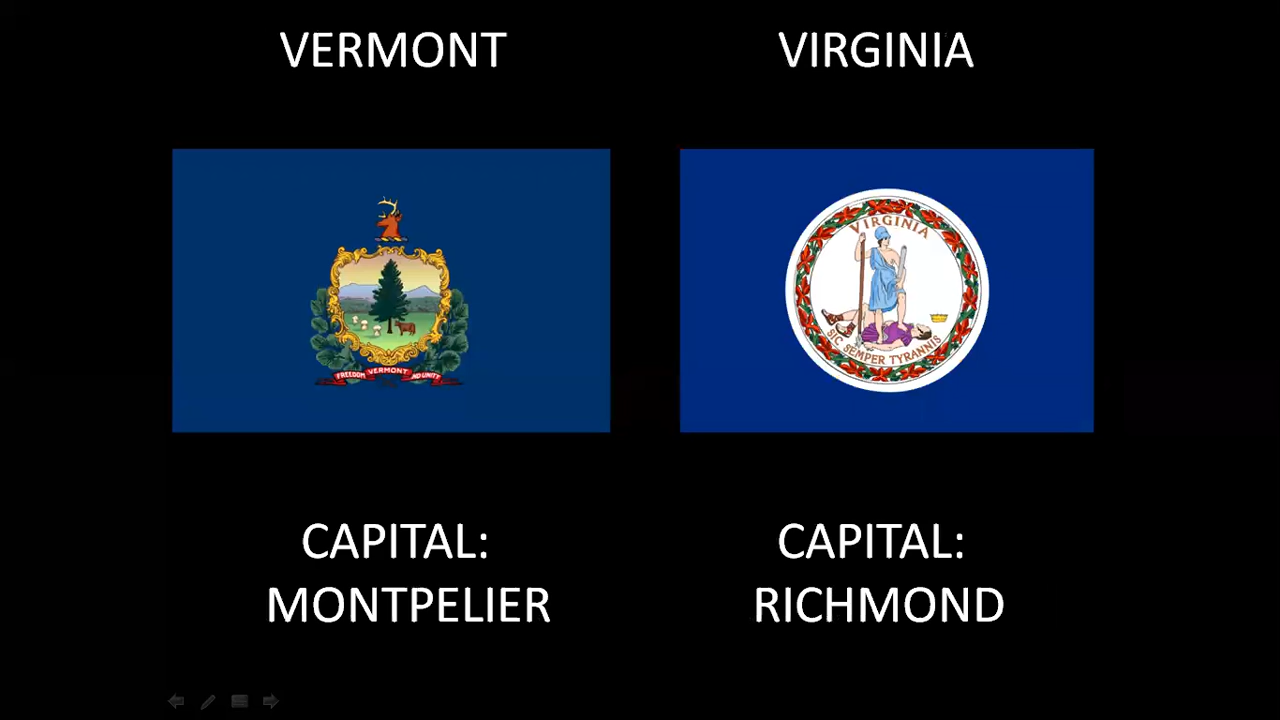 VERMONT
VIRGINIA
VIRGINIA
SIC SEMPER TYRANNIS
FREEDOM VERMONT AND UNITY
CAPITAL:
MONTPELIER
CAPITAL:
RICHMOND